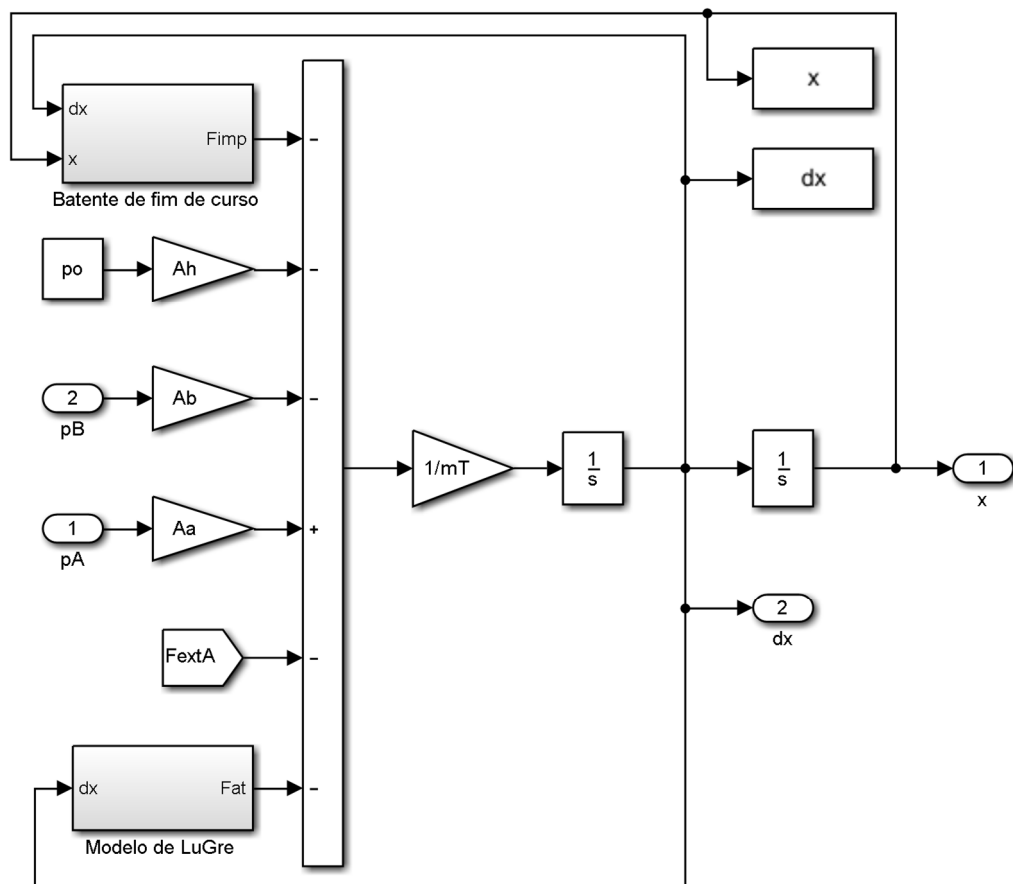 x
dx
dx
Fimp
x
Batente de fim de curso
po
Ah
2
Ab
pB
1/mT
1
s
1
s
1
x
1
Aa
pA
2
dx
FextA
dx
Fat
Modelo de LuGre
-
-
-
+
-
-